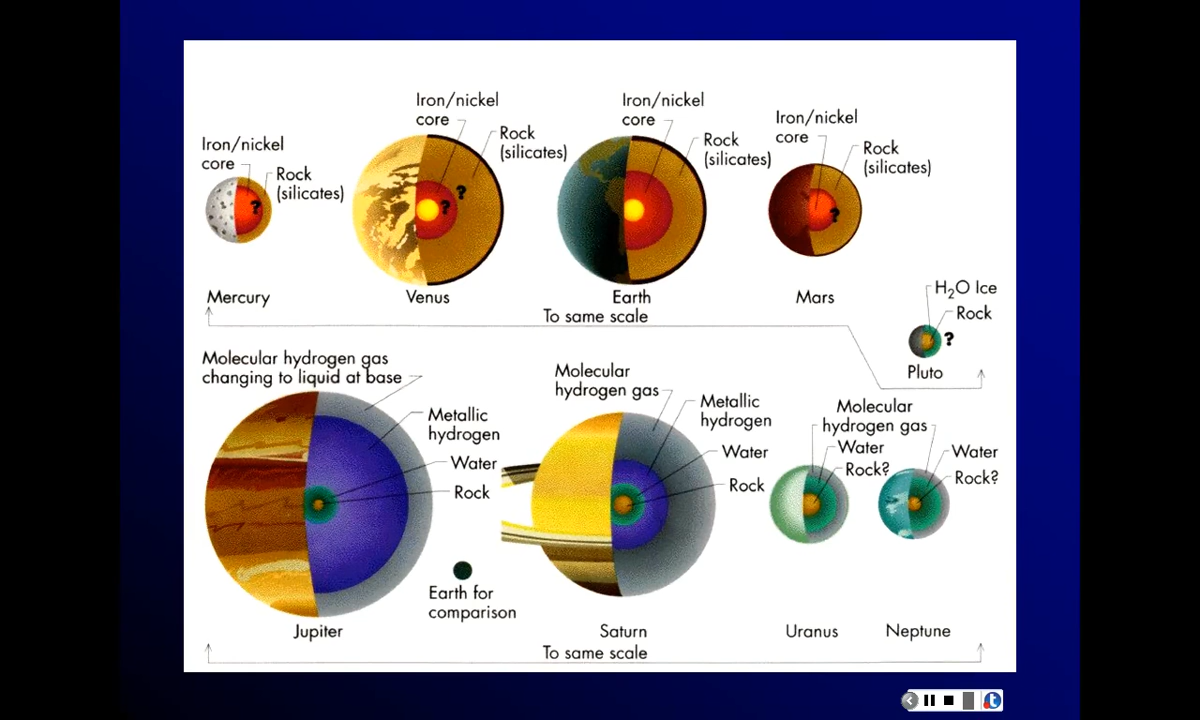 Iron/nickel
core
Rock
(silicates)
Mercury
Iron/nickel
core
Rock
(silicates)
?
?
Venus
Iron/nickel
core
Rock
(silicates)
Earth
Iron/nickel
core
Rock
(silicates)
?
Mars
?
To same scale
H₂O Ice
Rock
?
Pluto
Molecular hydrogen gas
changing to liquid at base
Metallic
hydrogen
Water
Rock
Jupiter
Earth for
comparison
Molecular
hydrogen gas
Metallic
hydrogen
Water
Rock
Saturn
Molecular
hydrogen gas
Water
Rock?
Uranus
Water
Rock?
Neptune
To same scale
t